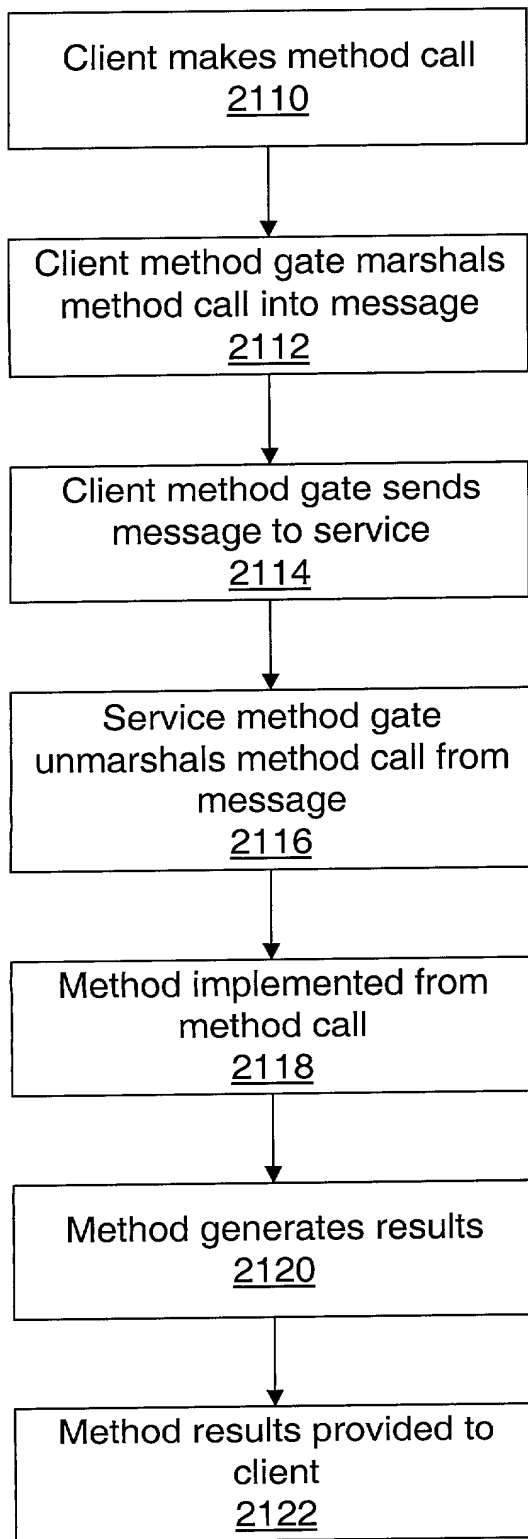 Client makes method call
2110
Client method gate marshals
method call into message
2112
Client method gate sends
message to service
2114
Service method gate
unmarshals method call from
message
2116
Method implemented from
method call
2118
Method generates results
2120
Method results provided to
client
2122